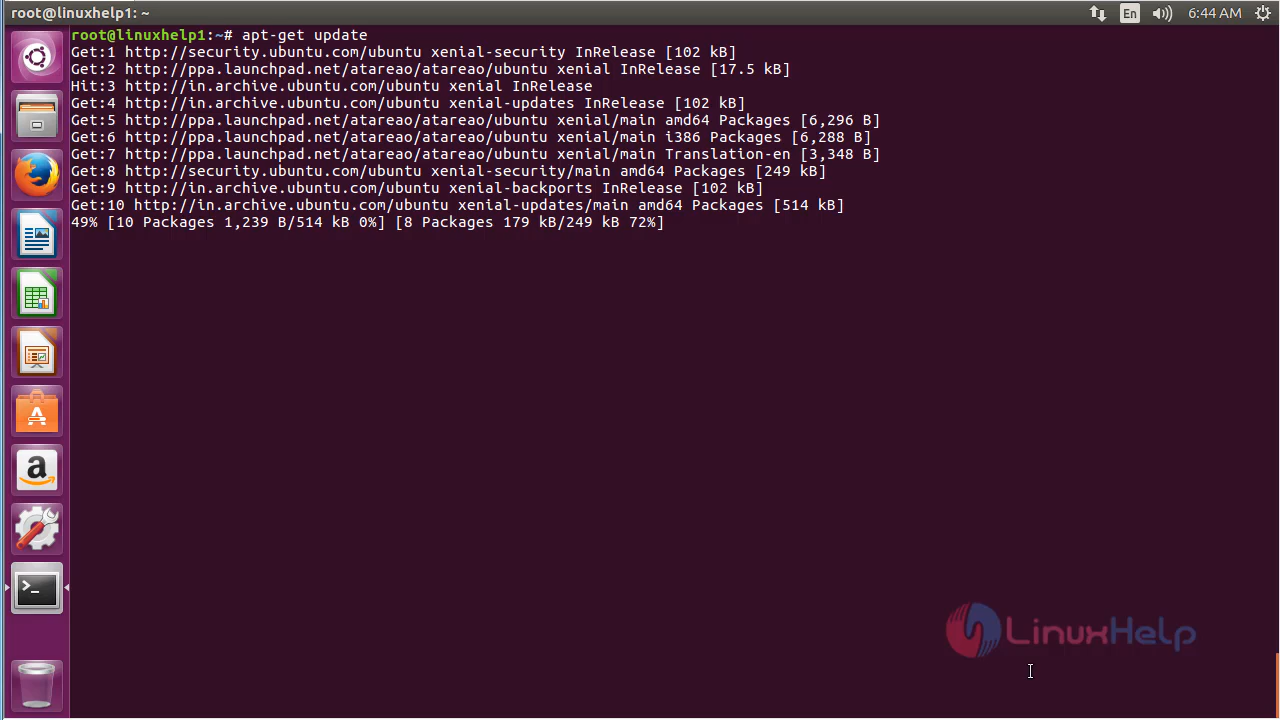 root@linuxhelp1: ~
En
6:44 AM
root@linuxhelp1:~# apt-get update
Get:1 http://security.ubuntu.com/ubuntu xenial-security InRelease [102 kB]
Get:2 http://ppa.launchpad.net/atareao/atareao/ubuntu xenial InRelease [17.5 kB]
Hit:3 http://in.archive.ubuntu.com/ubuntu xenial InRelease
Get:4 http://in.archive.ubuntu.com/ubuntu xenial-updates InRelease [102 kB]
Get:5 http://ppa.launchpad.net/atareao/atareao/ubuntu xenial/main amd64 Packages [6,296 B]
Get:6 http://ppa.launchpad.net/atareao/atareao/ubuntu xenial/main i386 Packages [6,288 B]
Get:7 http://ppa.launchpad.net/atareao/atareao/ubuntu xenial/main Translation-en [3,348 B]
Get:8 http://security.ubuntu.com/ubuntu xenial-security/main amd64 Packages [249 kB]
Get:9 http://in.archive.ubuntu.com/ubuntu xenial-backports InRelease [102 kB]
Get:10 http://in.archive.ubuntu.com/ubuntu xenial-updates/main amd64 Packages [514 kB]
49% [10 Packages 1,239 B/514 kB 0%] [8 Packages 179 kB/249 kB 72%]
LinuxHelp